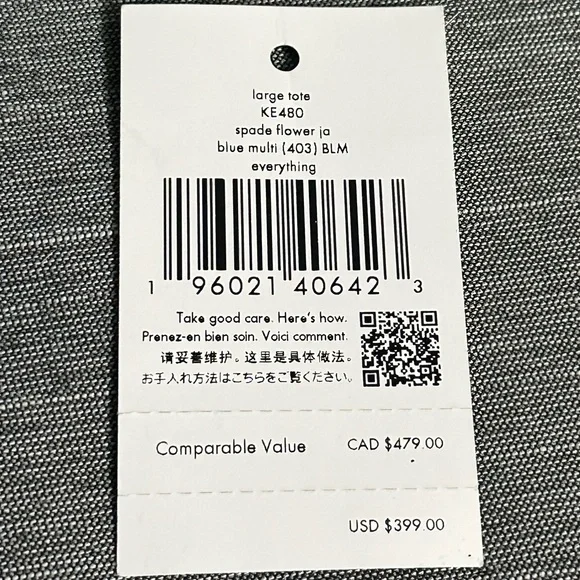 large tote
KE480
spade flower ja
blue multi (403) BLM
everything
1 96021 40642 3
Take good care. Here's how.
Prenez-en bien soin. Voici comment.
请妥善维护。这里是具体做法。
お手入れ方法はこちらをご覧ください。
Comparable Value CAD $479.00
USD $399.00